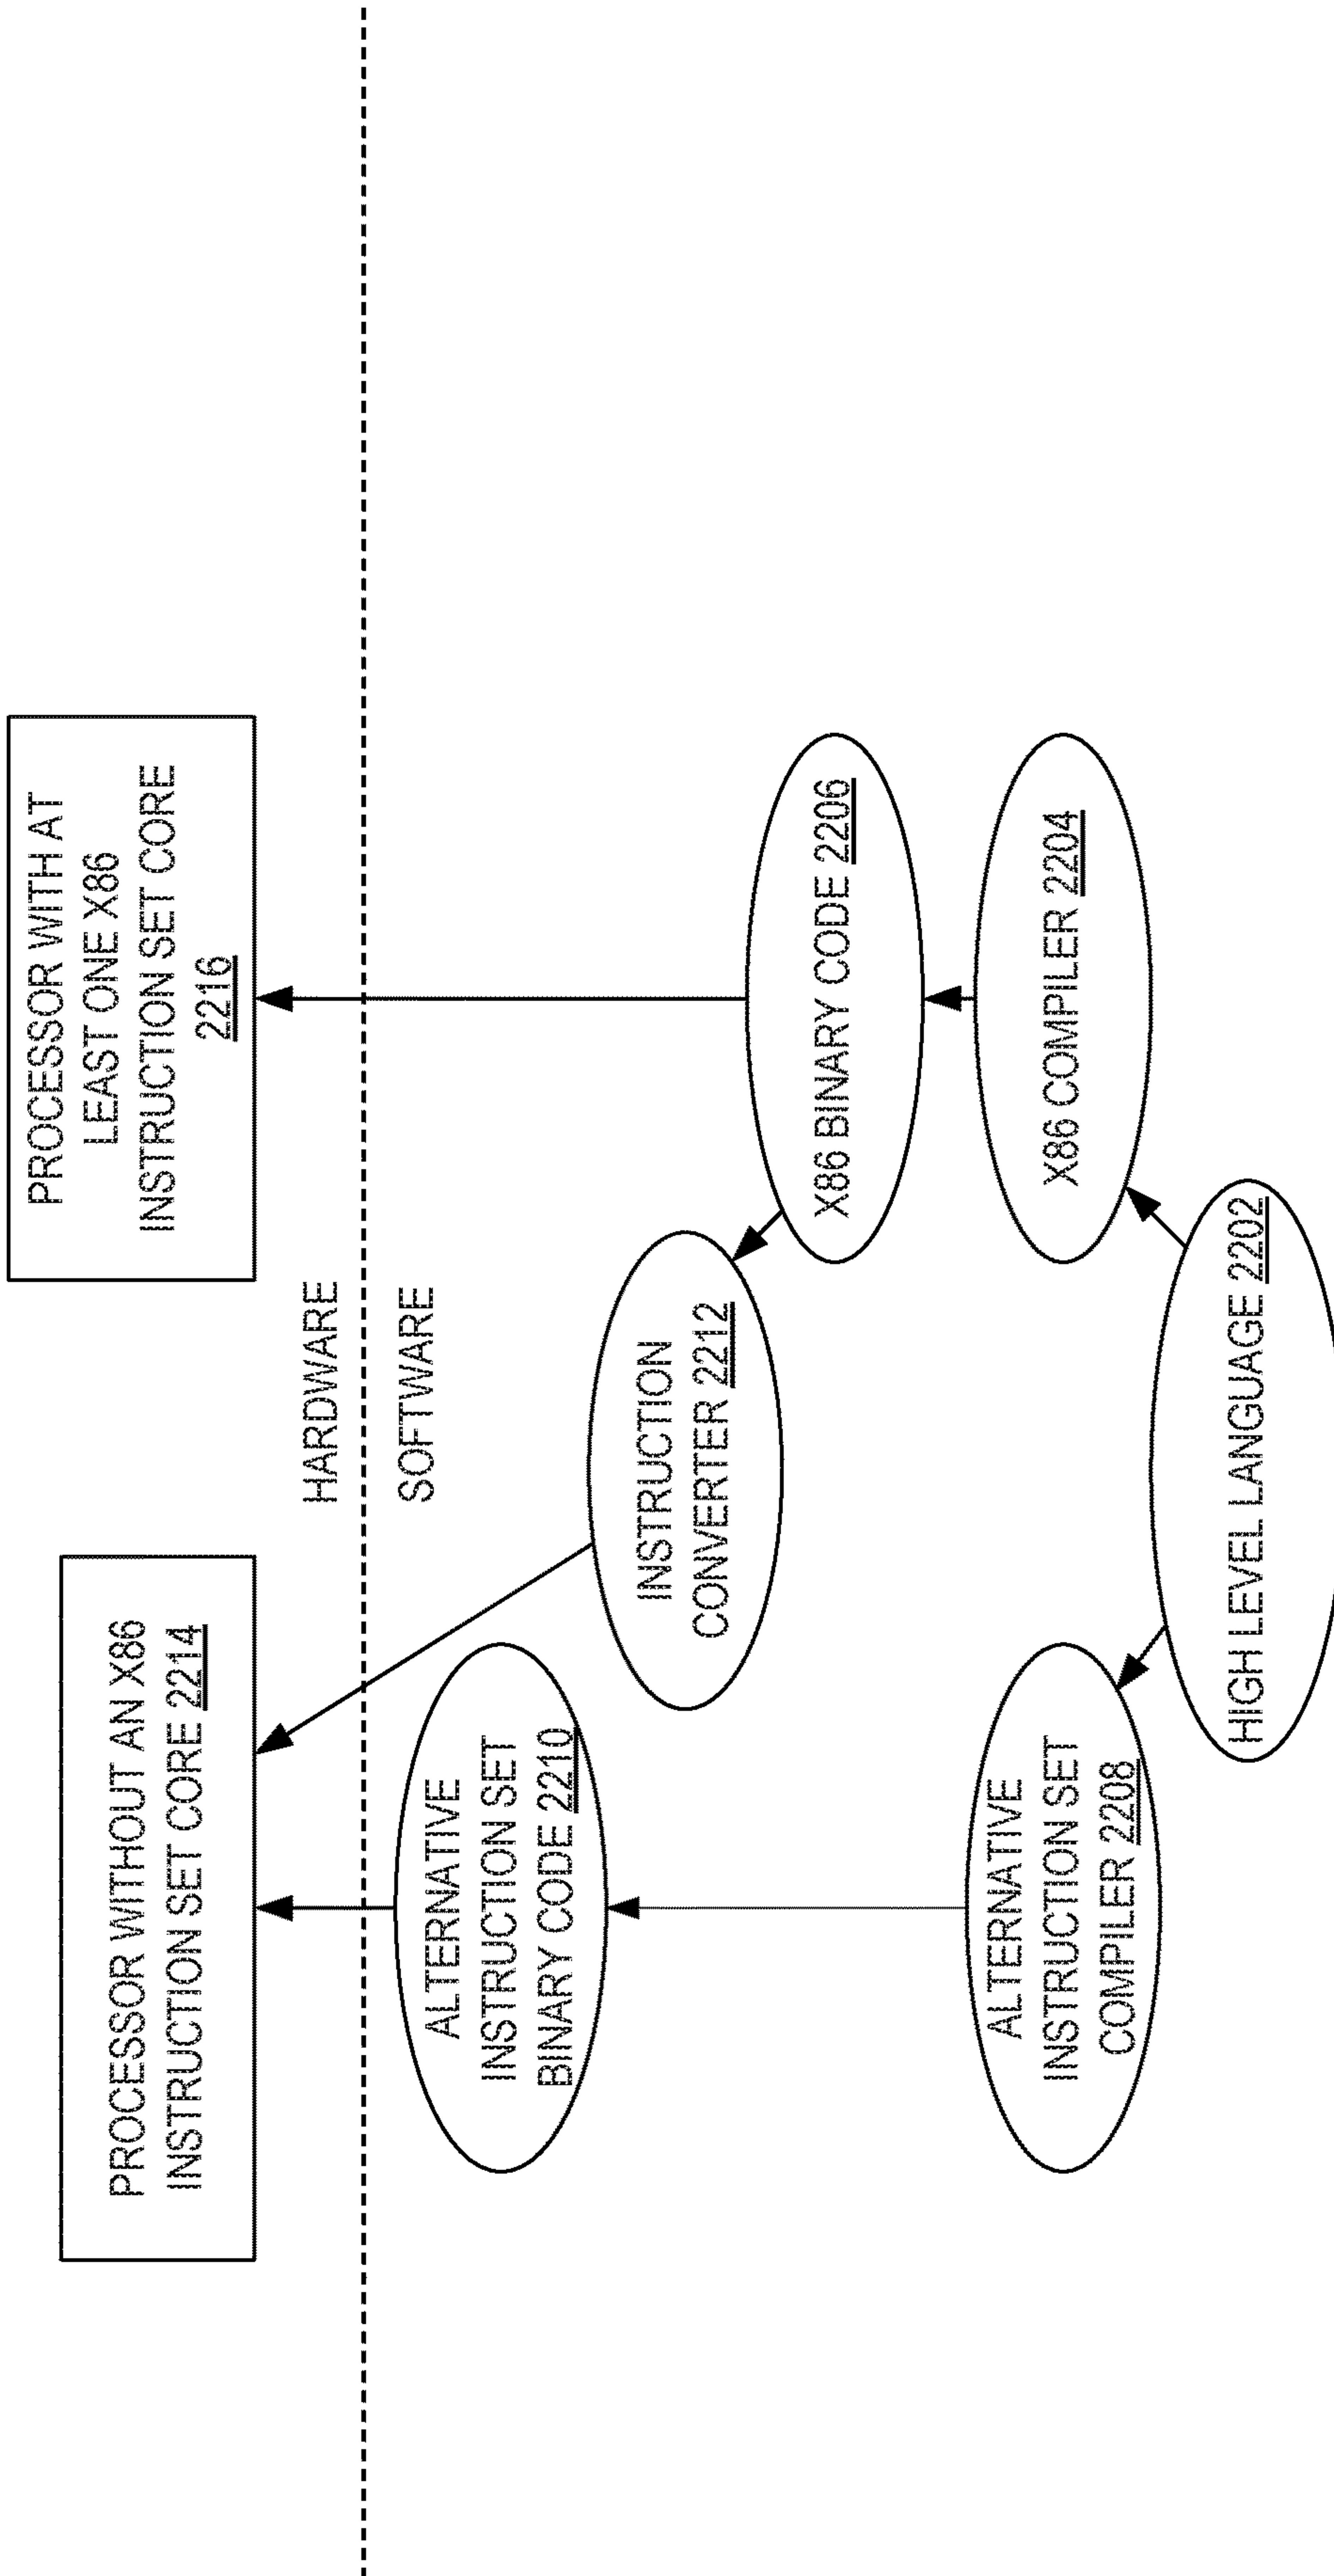 PROCESSOR WITHOUT AN X86
INSTRUCTION SET CORE 2214
PROCESSOR WITH AT
LEAST ONE X86
INSTRUCTION SET CORE
2216
HARDWARE
SOFTWARE
ALTERNATIVE
INSTRUCTION SET
BINARY CODE 2210
INSTRUCTION
CONVERTER 2212
X86 BINARY CODE 2206
ALTERNATIVE
INSTRUCTION SET
COMPILER 2208
X86 COMPILER 2204
HIGH LEVEL LANGUAGE 2202